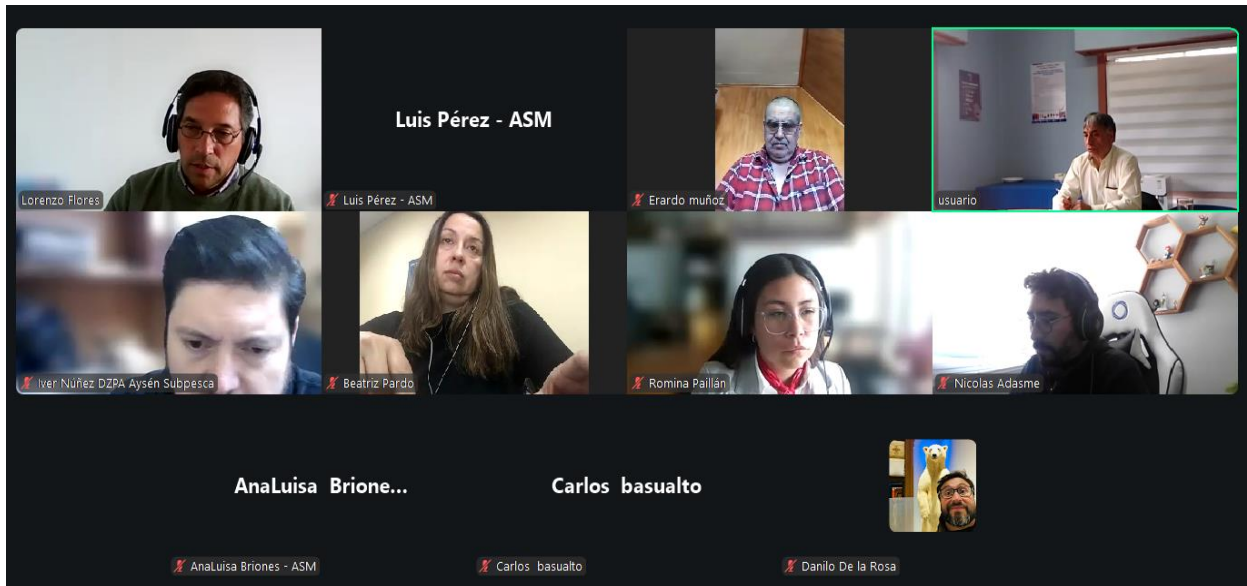 Luis Pérez - ASM
Lorenzo Flores
Luis Pérez - ASM
Erardo muñoz
usuario
Iver Núñez DZPA Aysén Subpesca
Beatriz Pardo
Romina Paillán
Nicolas Adasme
AnaLuisa Brione...
Carlos basualto
AnaLuisa Briones - ASM
Carlos basualto
Danilo De la Rosa